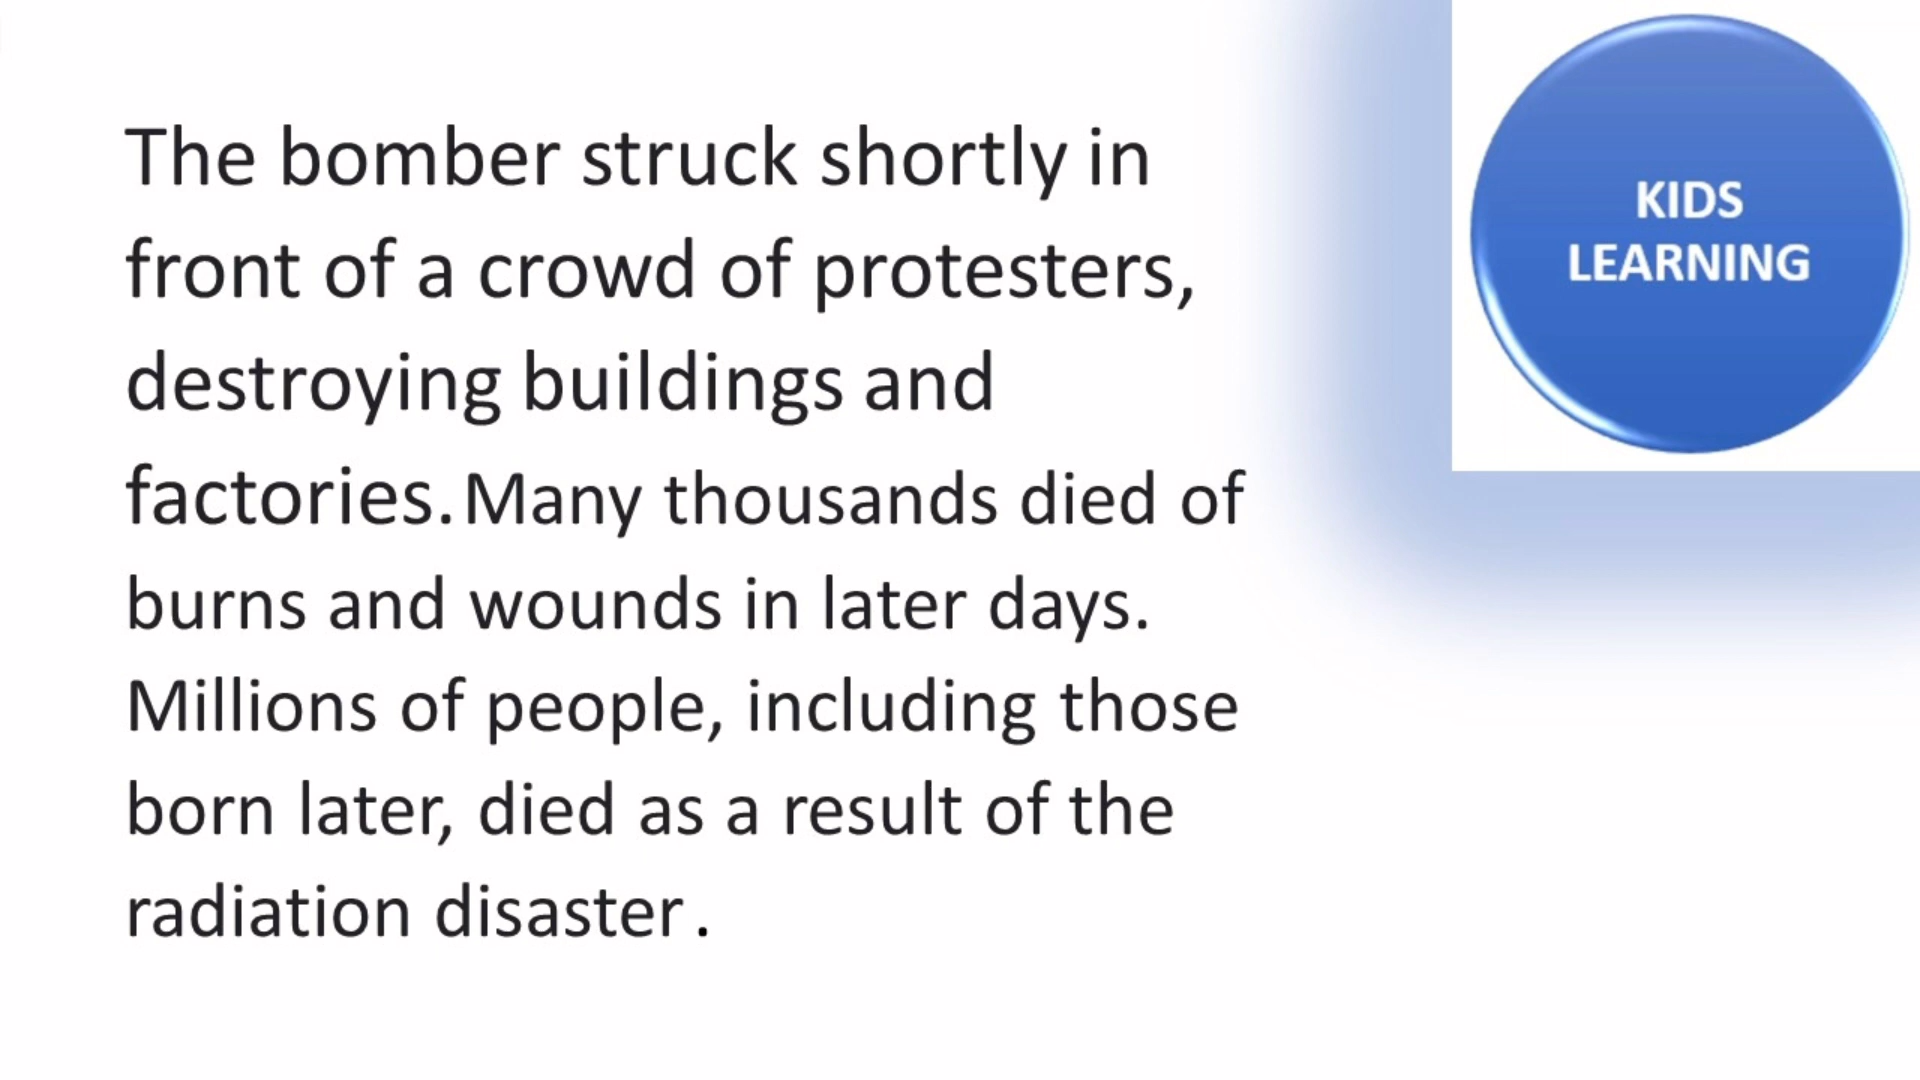 The bomber struck shortly in
front of a crowd of protesters,
destroying buildings and
factories. Many thousands died of
burns and wounds in later days.
Millions of people, including those
born later, died as a result of the
radiation disaster .
KIDS
LEARNING